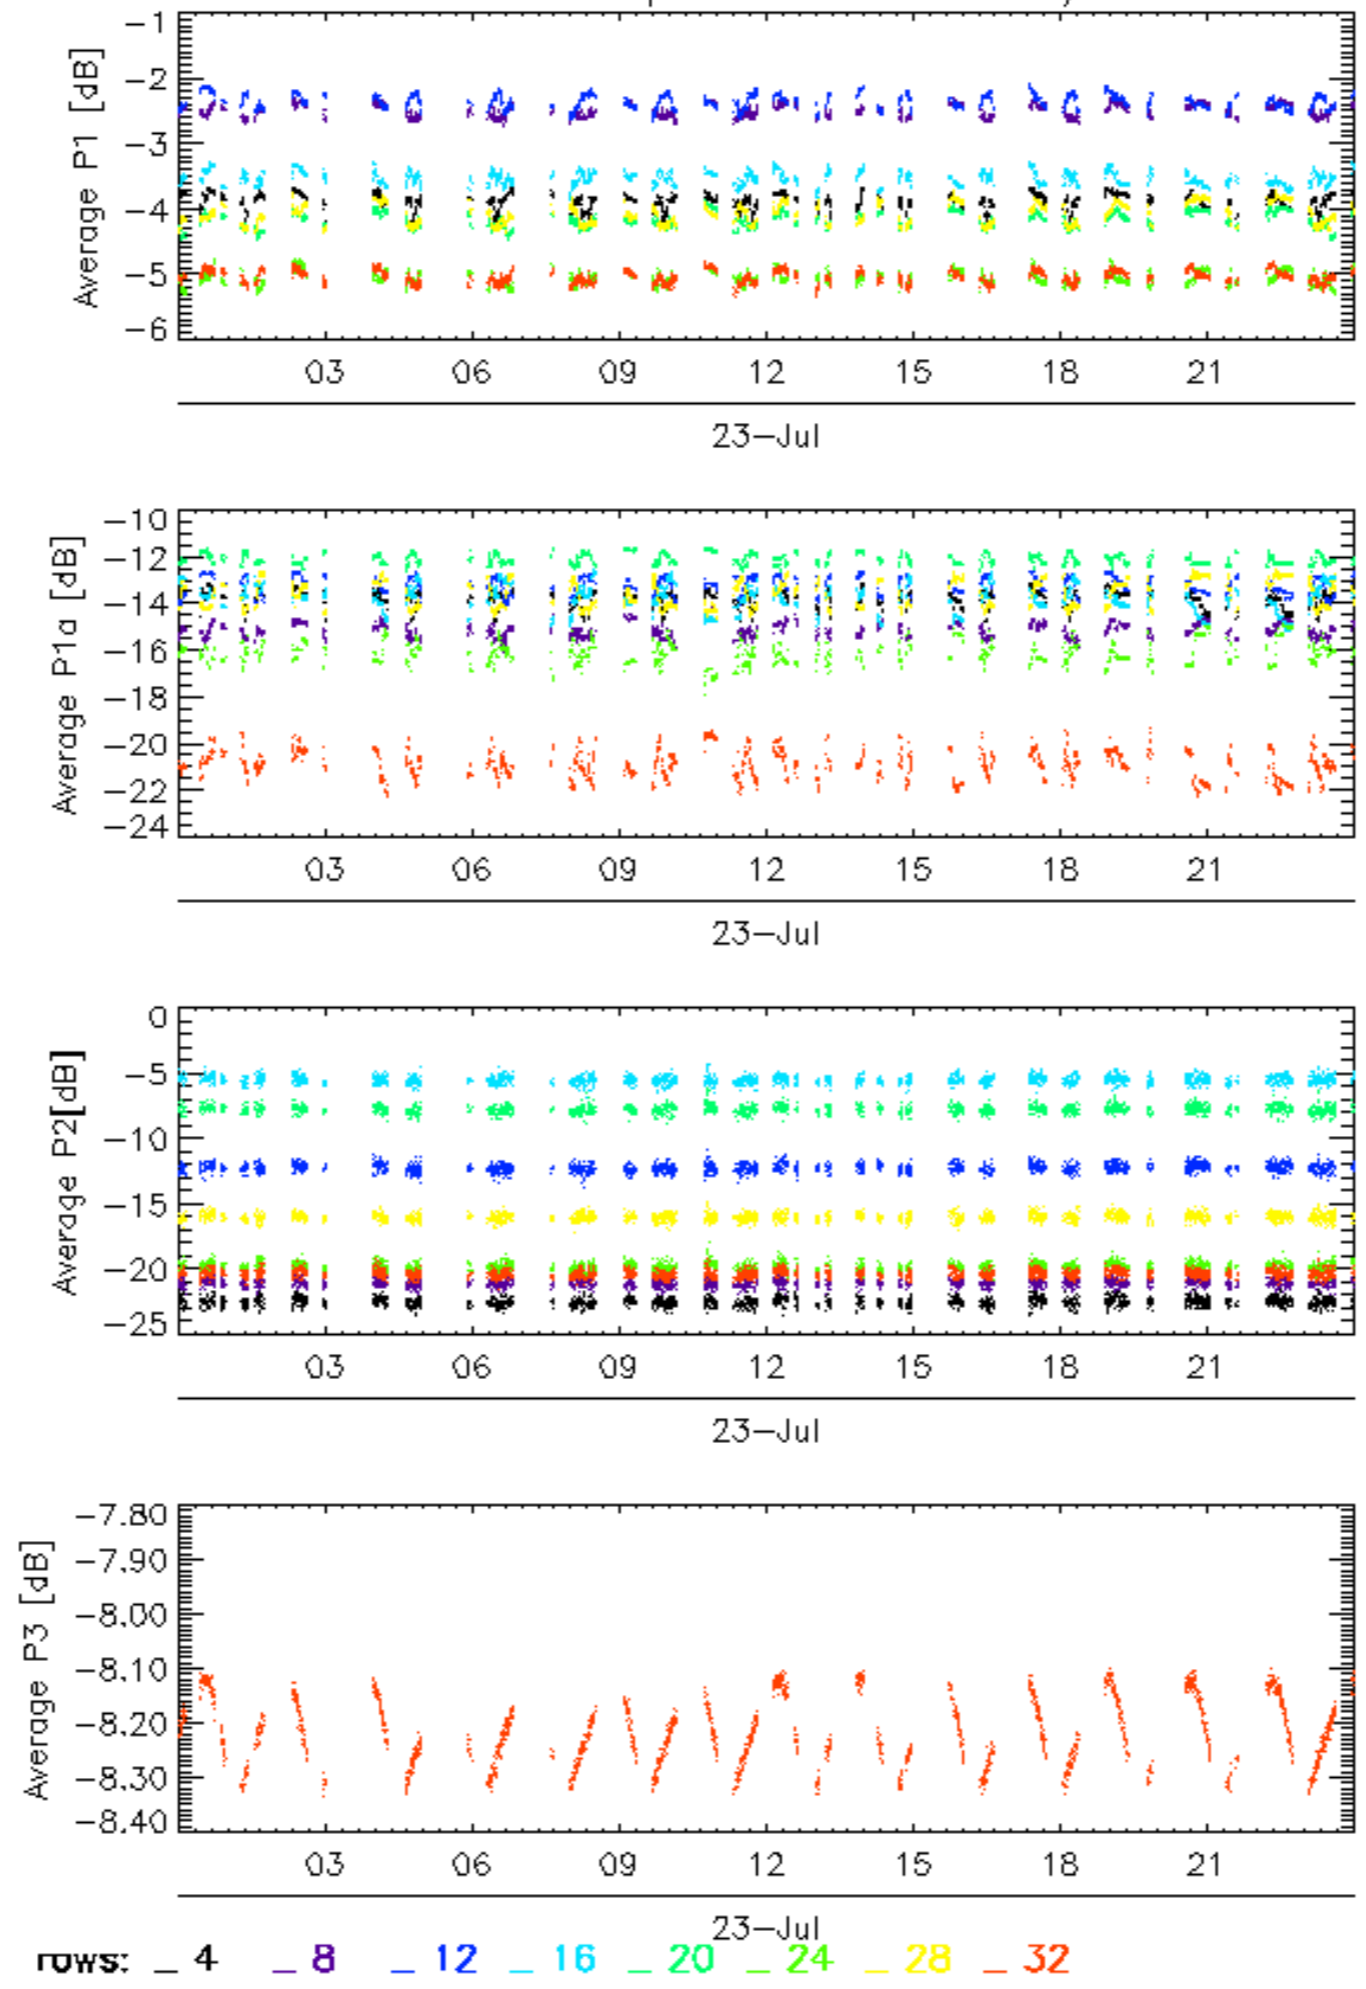 Average P1 [dB]
-1
-2
-3
-4
-5
-6
03 06 09 12 15 18 21
23-Jul
Average P1a [dB]
-10
-12
-14
-16
-18
-20
-22
-24
03 06 09 12 15 18 21
23-Jul
Average P2[dB]
0
-5
-10
-15
-20
-25
03 06 09 12 15 18 21
23-Jul
Average P3 [dB]
-7.80
-7.90
-8.00
-8.10
-8.20
-8.30
-8.40
03 06 09 12 15 18 21
23-Jul
rows: _ 4 _ 8 _ 12 _ 16 _ 20 _ 24 _ 28 _ 32